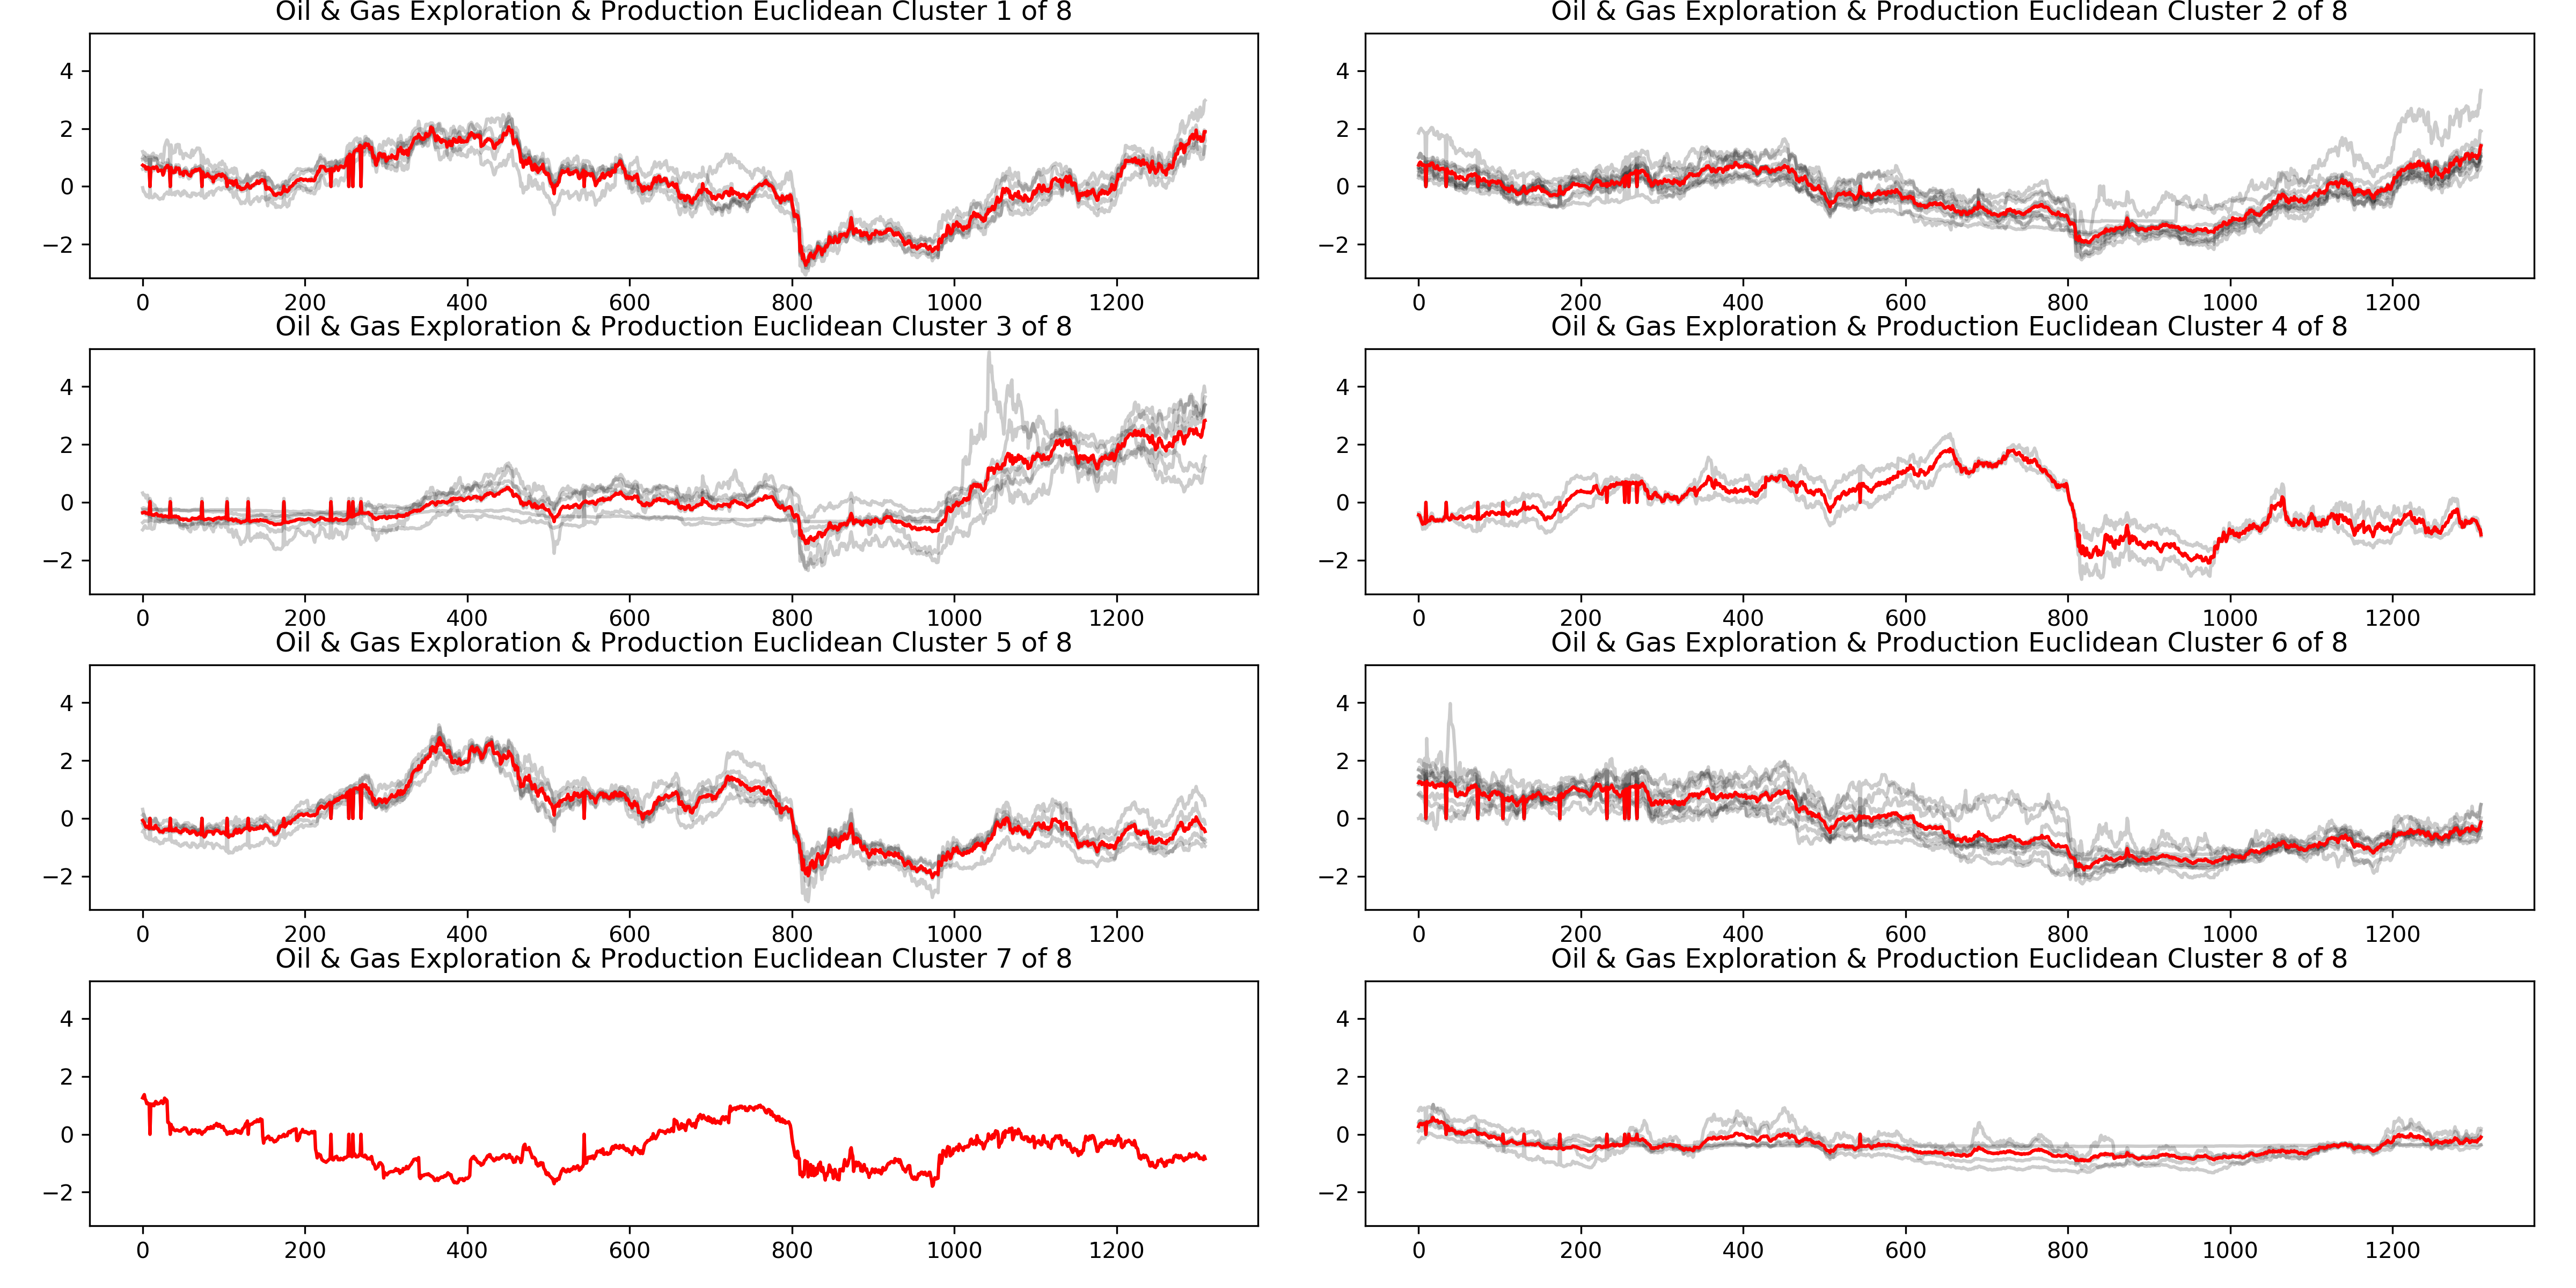 Oil & Gas Exploration & Production Euclidean Cluster 1 of 8
4
2
0
−2
0 200 400 600 800 1000 1200
Oil & Gas Exploration & Production Euclidean Cluster 2 of 8
4
2
0
−2
0 200 400 600 800 1000 1200
Oil & Gas Exploration & Production Euclidean Cluster 3 of 8
4
2
0
−2
0 200 400 600 800 1000 1200
Oil & Gas Exploration & Production Euclidean Cluster 4 of 8
4
2
0
−2
0 200 400 600 800 1000 1200
Oil & Gas Exploration & Production Euclidean Cluster 5 of 8
4
2
0
−2
0 200 400 600 800 1000 1200
Oil & Gas Exploration & Production Euclidean Cluster 6 of 8
4
2
0
−2
0 200 400 600 800 1000 1200
Oil & Gas Exploration & Production Euclidean Cluster 7 of 8
4
2
0
−2
0 200 400 600 800 1000 1200
Oil & Gas Exploration & Production Euclidean Cluster 8 of 8
4
2
0
−2
0 200 400 600 800 1000 1200